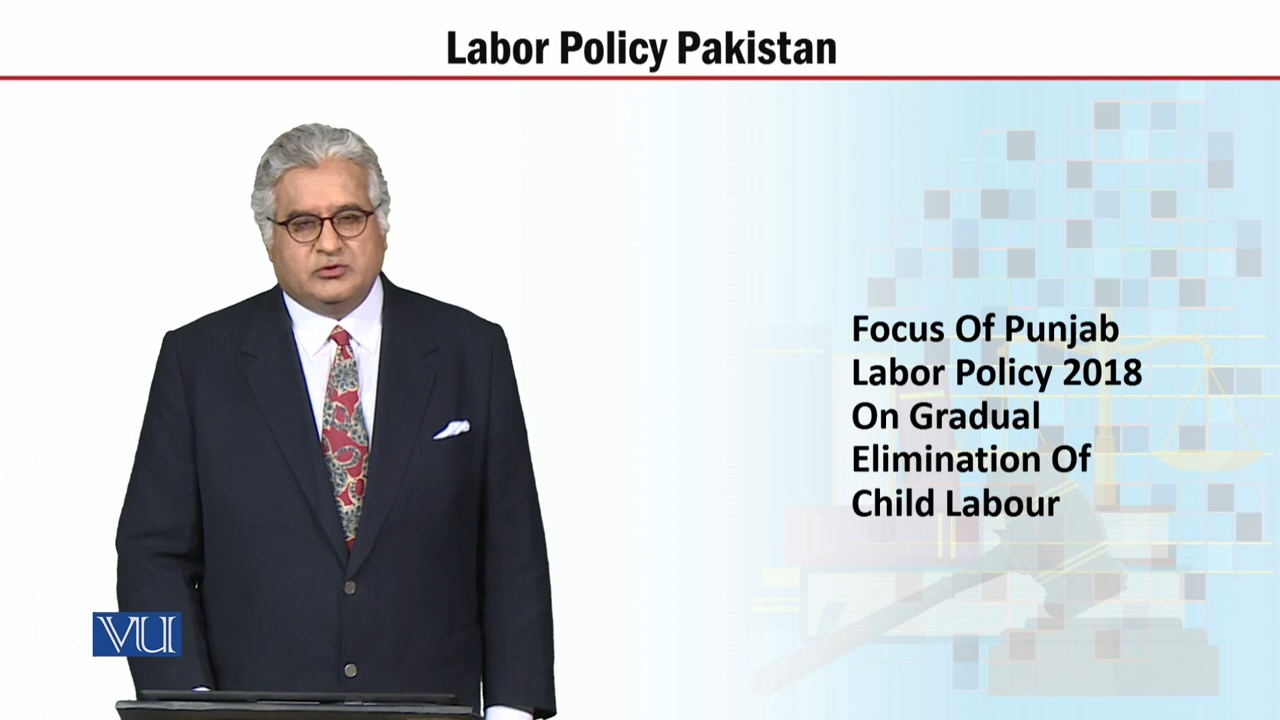 Labor Policy Pakistan
Focus Of Punjab
Labor Policy 2018
On Gradual
Elimination Of
Child Labour
VU